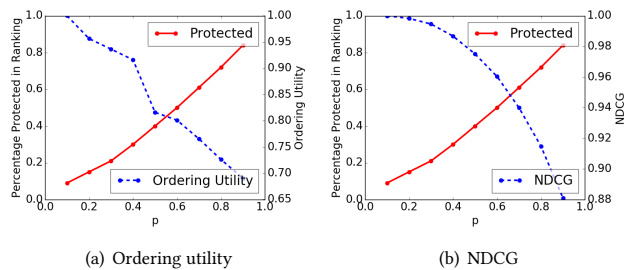 Percentage Protected in Ranking
1.0
0.8
0.6
0.4
0.2
0.0
0.0 0.2 0.4 0.6 0.8 1.0
p
1.00
0.95
0.90
0.85
0.80
0.75
0.70
0.65
Ordering Utility
Protected
Ordering Utility
(a) Ordering utility
Percentage Protected in Ranking
1.0
0.8
0.6
0.4
0.2
0.0
0.0 0.2 0.4 0.6 0.8 1.0
p
1.00
0.98
0.96
0.94
0.92
0.90
0.88
NDCG
Protected
NDCG
(b) NDCG